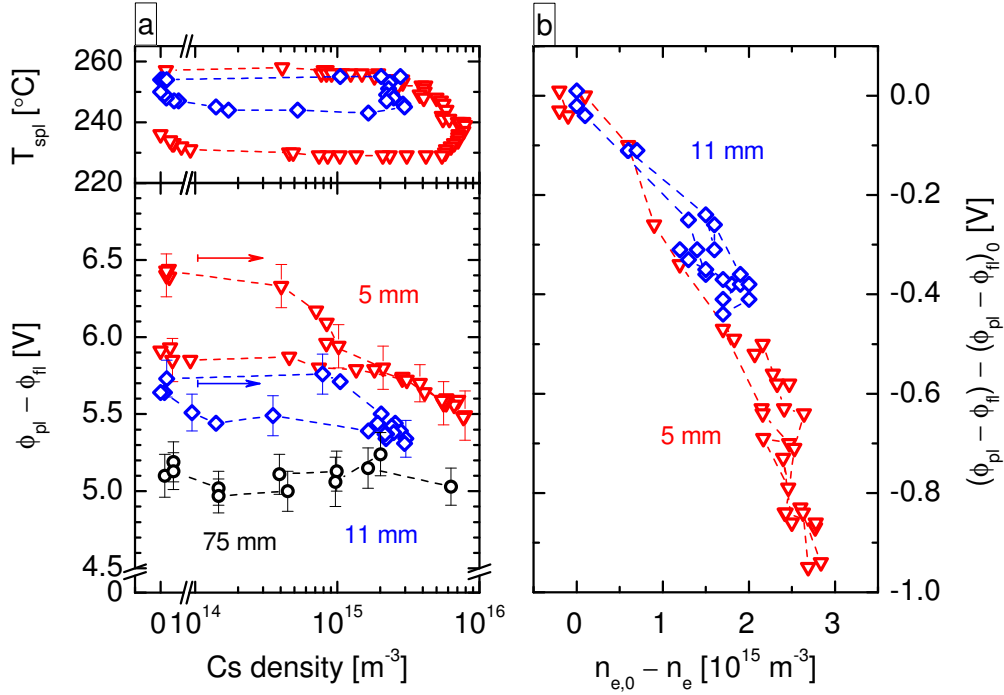 a
b
T_spl [°C]
260
240
220
ϕ_pl – ϕ_fl [V]
6.5
6.0
5.5
5.0
4.5
0
5 mm
75 mm
11 mm
0 10^14 10^15 10^16
Cs density [m^-3]
11 mm
5 mm
0.0
-0.2
-0.4
-0.6
-0.8
-1.0
(ϕ_pl – ϕ_fl) – (ϕ_pl – ϕ_fl)_0 [V]
0 1 2 3
n_e,0 – n_e [10^15 m^-3]